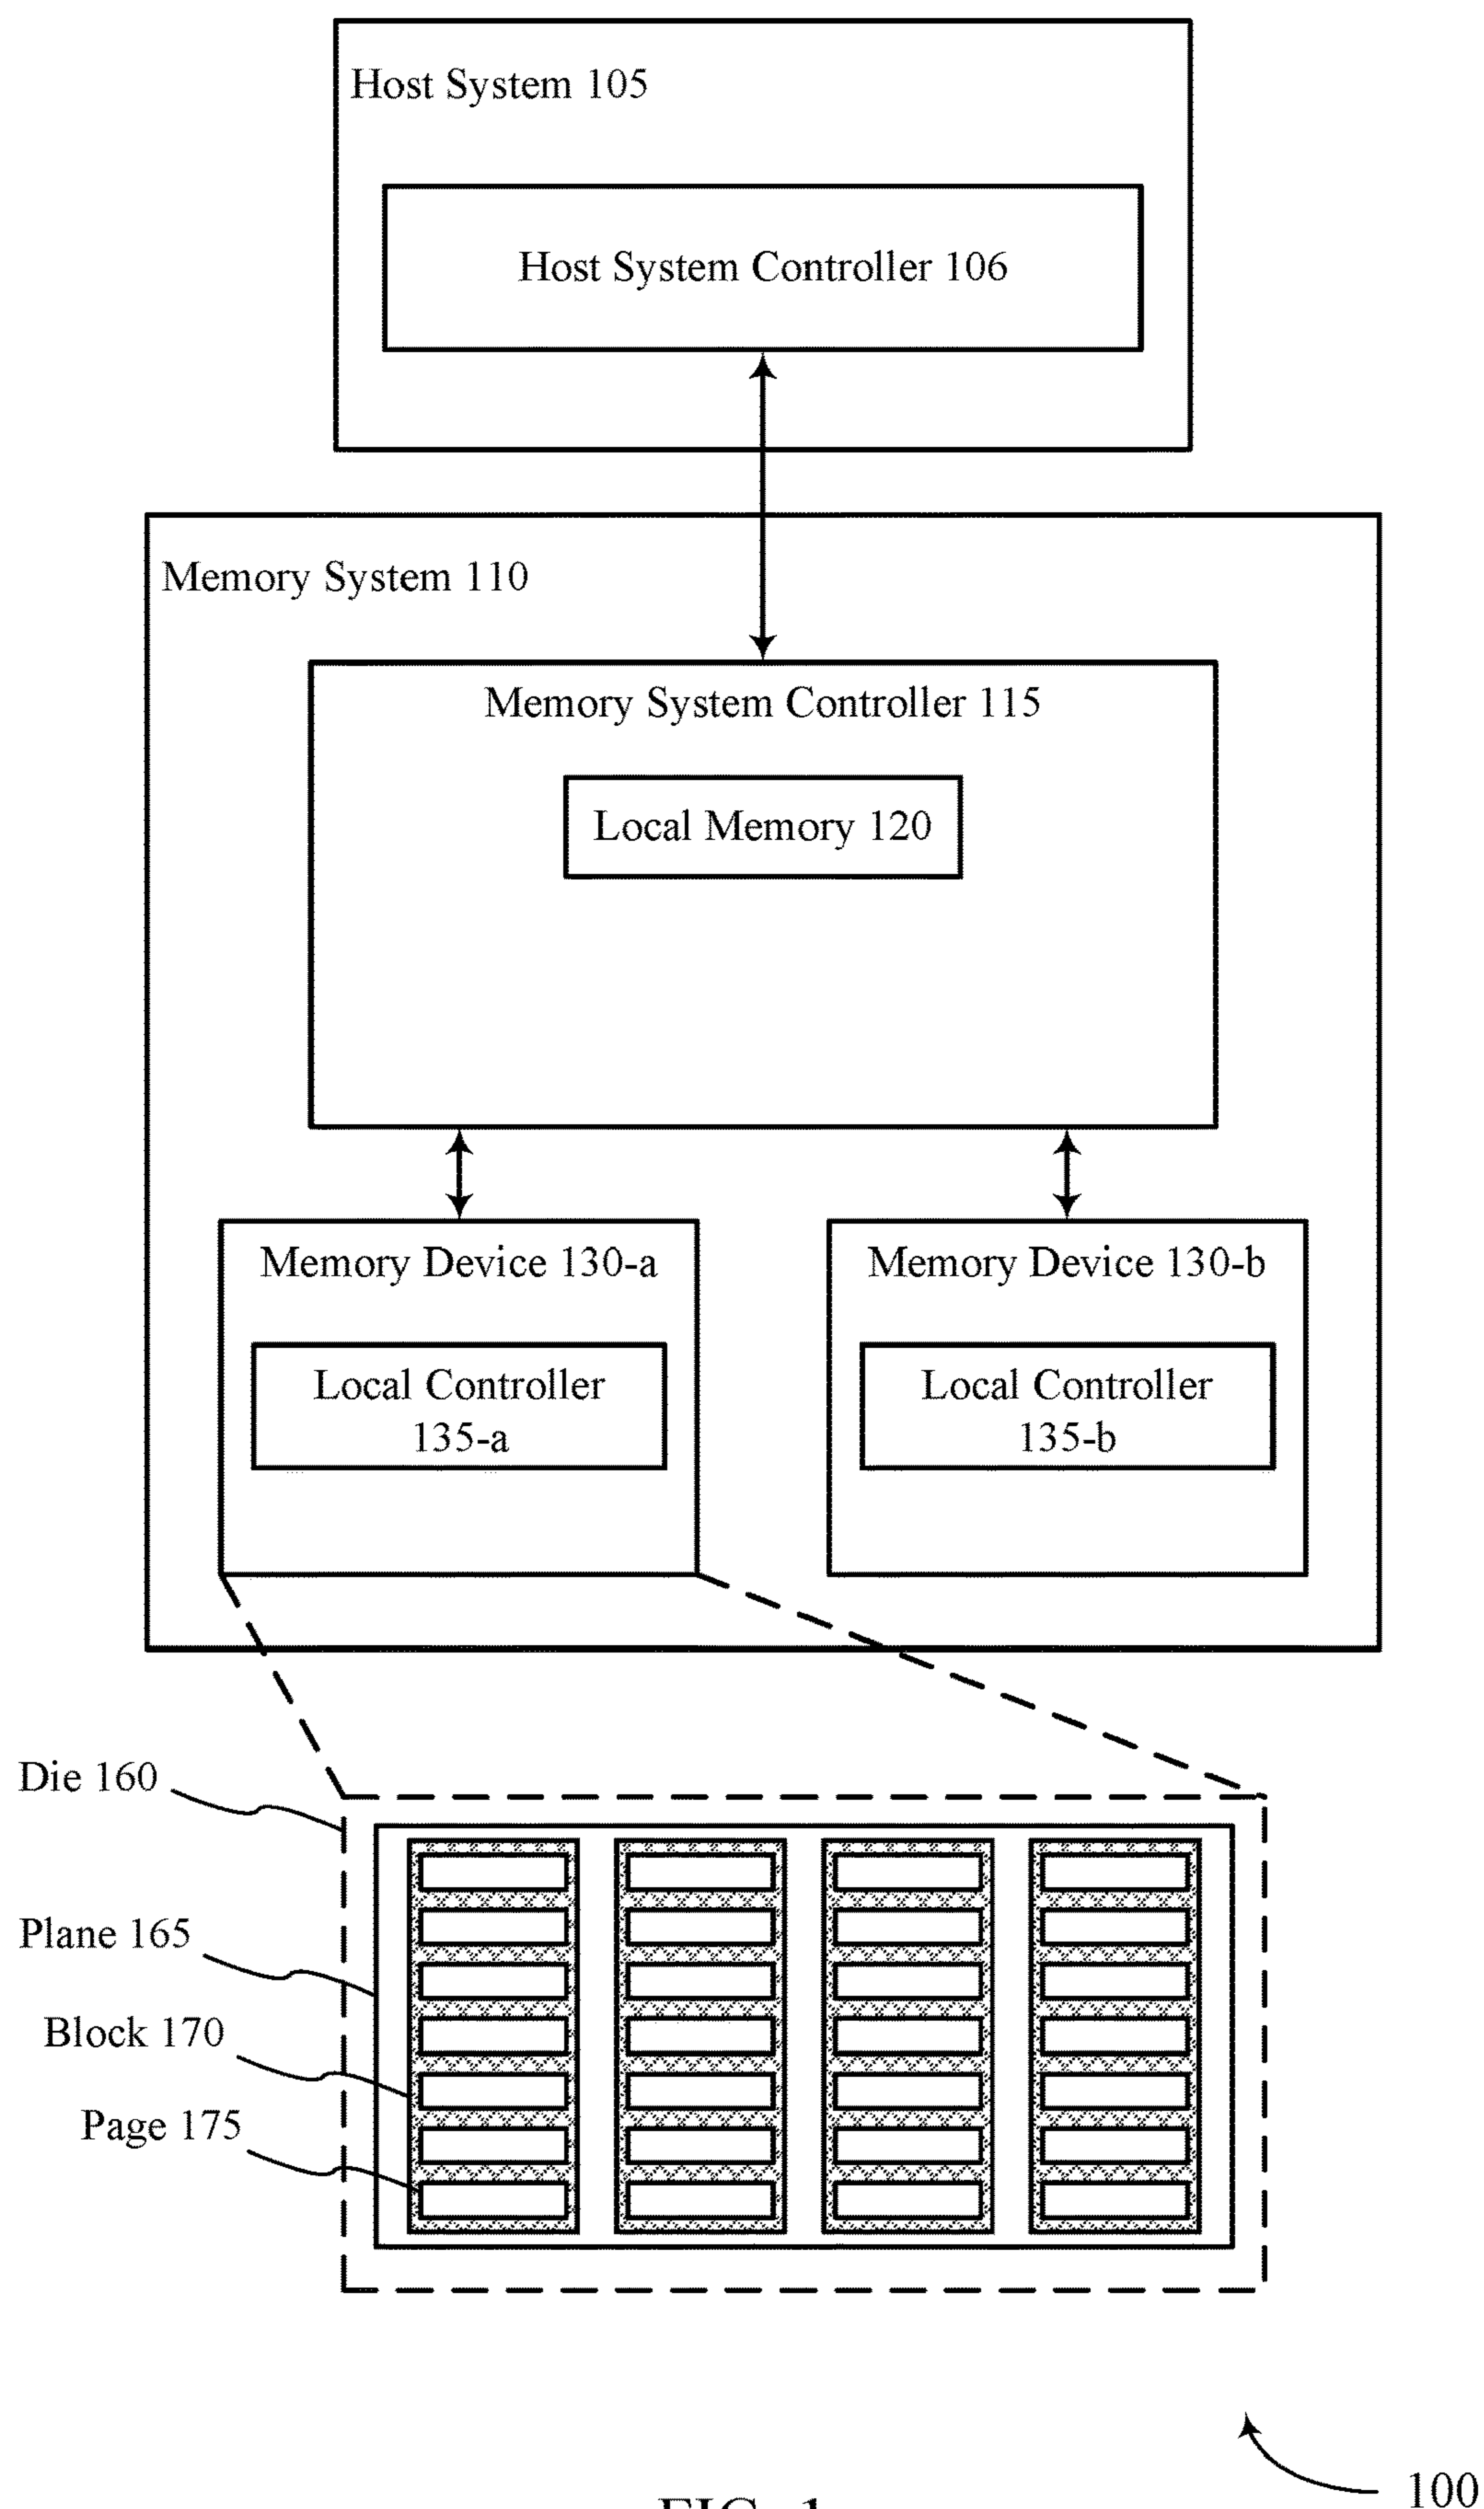 Host System 105
Host System Controller 106
Memory System 110
Memory System Controller 115
Local Memory 120
Memory Device 130-a
Memory Device 130-b
Local Controller
135-a
Local Controller
135-b
Die 160
Plane 165
Block 170
Page 175
100
FIG. 1